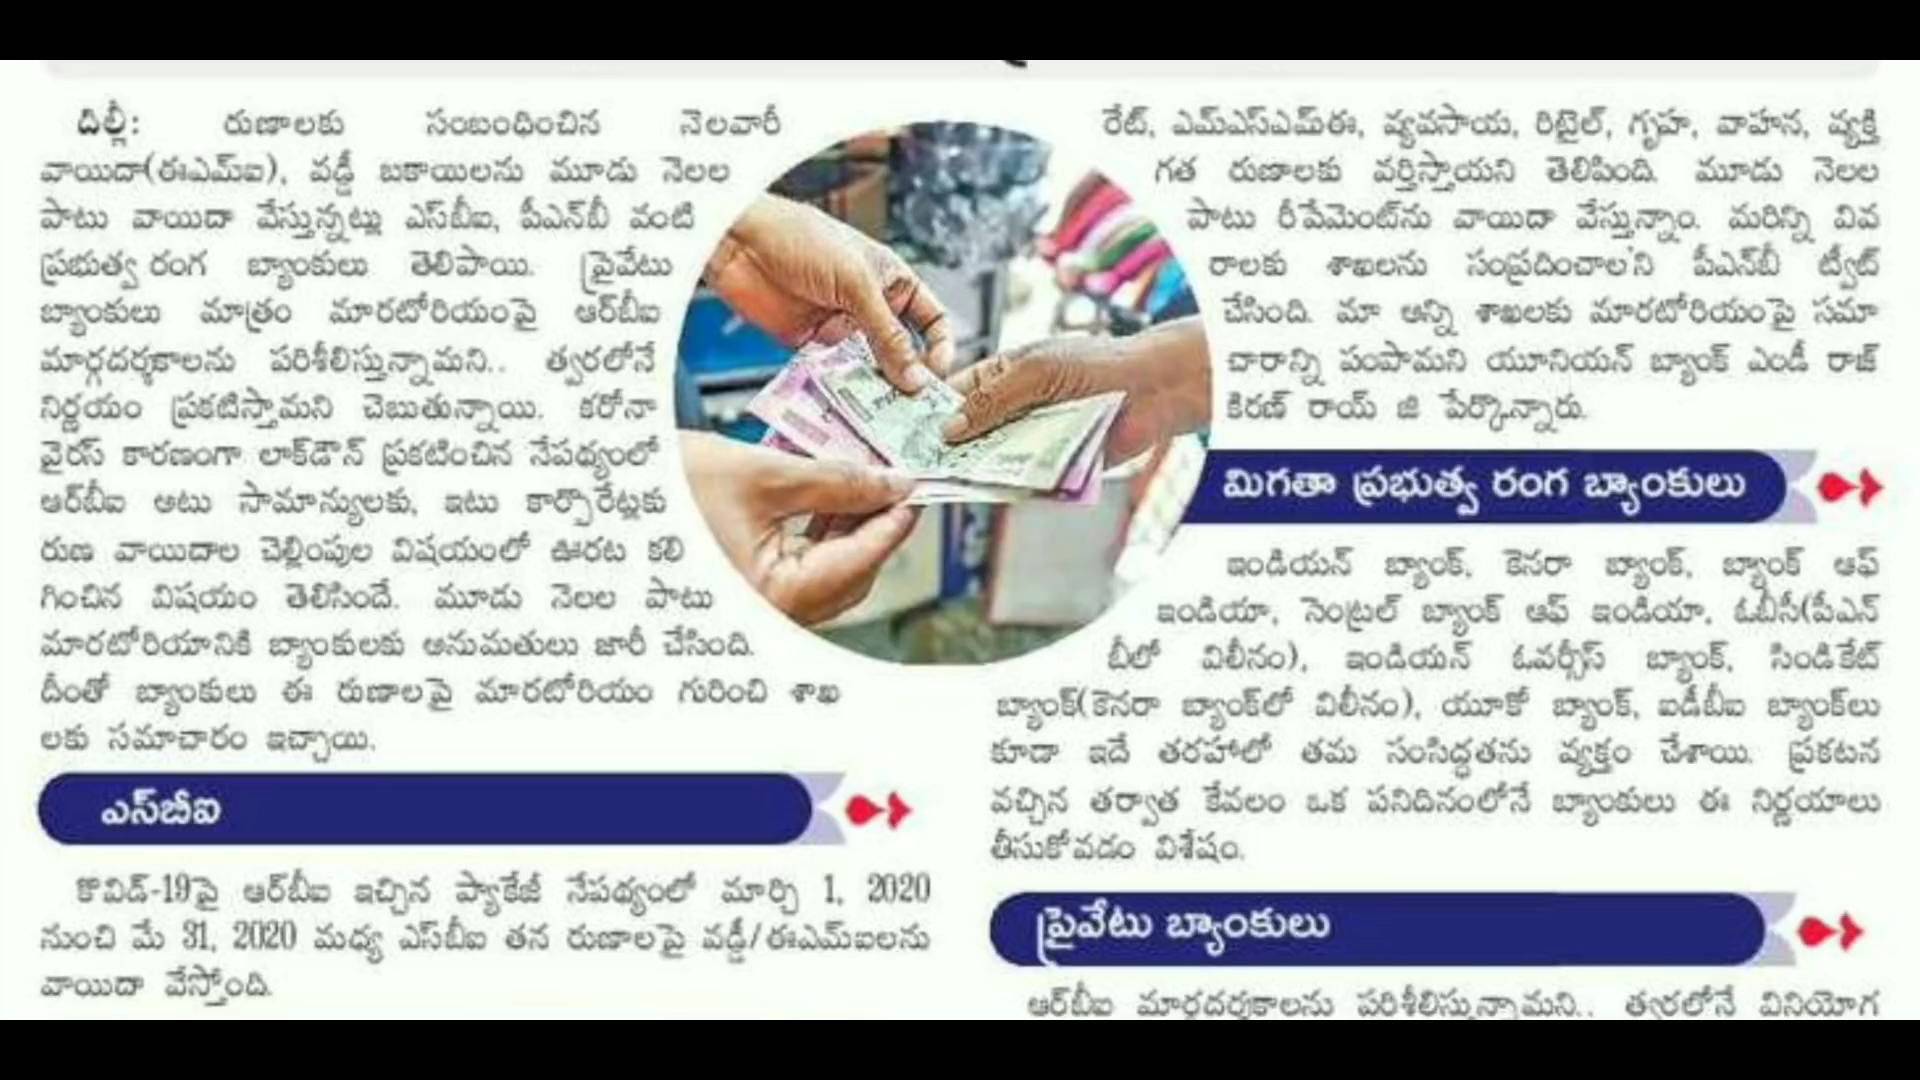 దిల్లీ: రుణాలకు సంబంధించిన నెలవారీ
వాయిదా(ఈఎమ్ఐ), వడ్డీ బకాయిలను మూడు నెలల
పాటు వాయిదా వేస్తున్నట్లు ఎస్‌బీఐ, పీఎన్‌బీ వంటి
ప్రభుత్వ రంగ బ్యాంకులు తెలిపాయి. ప్రైవేటు
బ్యాంకులు మాత్రం మారటోరియంపై ఆర్‌బీఐ
మార్గదర్శకాలను పరిశీలిస్తున్నామని.. త్వరలోనే
నిర్ణయం ప్రకటిస్తామని చెబుతున్నాయి. కరోనా
వైరస్ కారణంగా లాక్‌డౌన్ ప్రకటించిన నేపథ్యంలో
ఆర్‌బీఐ అటు సామాన్యులకు, ఇటు కార్పొరేట్లకు
రుణ వాయిదాల చెల్లింపుల విషయంలో ఊరట కలి
గించిన విషయం తెలిసిందే. మూడు నెలల పాటు
మారటోరియానికి బ్యాంకులకు అనుమతులు జారీ చేసింది.
దీంతో బ్యాంకులు ఈ రుణాలపై మారటోరియం గురించి శాఖ
లకు సమాచారం ఇచ్చాయి.
ఎస్‌బీఐ
కొవిడ్-19పై ఆర్‌బీఐ ఇచ్చిన ప్యాకేజీ నేపథ్యంలో మార్చి 1, 2020
నుంచి మే 31, 2020 మధ్య ఎస్‌బీఐ తన రుణాలపై వడ్డీ/ఈఎమ్ఐలను
వాయిదా వేస్తోంది.
రేట్, ఎమ్ఎస్ఎమ్ఈ, వ్యవసాయ, రిటైల్, గృహ, వాహన, వ్యక్తి
గత రుణాలకు వర్తిస్తాయని తెలిపింది. మూడు నెలల
పాటు రీపేమెంట్‌ను వాయిదా వేస్తున్నాం. మరిన్ని వివ
రాలకు శాఖలను సంప్రదించాల'ని పీఎన్‌బీ ట్వీట్
చేసింది. మా అన్ని శాఖలకు మారటోరియంపై సమా
చారాన్ని పంపామని యూనియన్ బ్యాంక్ ఎండీ రాజ్
కిరణ్ రాయ్ జి పేర్కొన్నారు.
మిగతా ప్రభుత్వ రంగ బ్యాంకులు
ఇండియన్ బ్యాంక్, కెనరా బ్యాంక్, బ్యాంక్ ఆఫ్
ఇండియా, సెంట్రల్ బ్యాంక్ ఆఫ్ ఇండియా, ఓబీసీ(పీఎన్
బీలో విలీనం), ఇండియన్ ఓవర్సీస్ బ్యాంక్, సిండికేట్
బ్యాంక్(కెనరా బ్యాంక్‌లో విలీనం), యూకో బ్యాంక్, ఐడీబీఐ బ్యాంక్‌లు
కూడా ఇదే తరహాలో తమ సంసిద్ధతను వ్యక్తం చేశాయి. ప్రకటన
వచ్చిన తర్వాత కేవలం ఒక పనిదినంలోనే బ్యాంకులు ఈ నిర్ణయాలు
తీసుకోవడం విశేషం.
ప్రైవేటు బ్యాంకులు
ఆర్‌బీఐ మార్గదర్శకాలను పరిశీలిస్తున్నామని.. త్వరలోనే వినియోగ